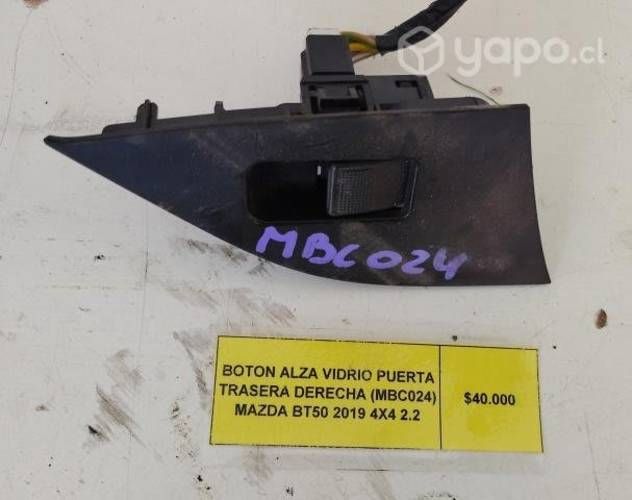 yapo.cl
MBC024
BOTON ALZA VIDRIO PUERTA
TRASERA DERECHA (MBC024)
MAZDA BT50 2019 4X4 2.2
$40.000